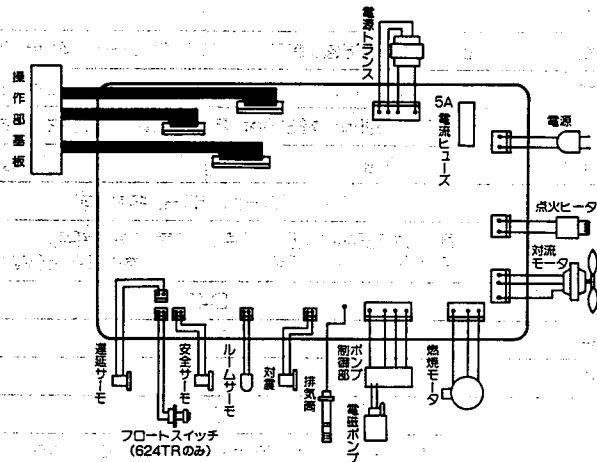 操作部基板
電源トランス
5A
電流ヒューズ
電源
点火ヒータ
対流
モータ
遅延サーモ
フロートスイッチ
(624TRのみ)
安全サーモ
ルームサーモ
対震
排気高
ポンプ
制御部
電磁ポンプ
燃焼モータ